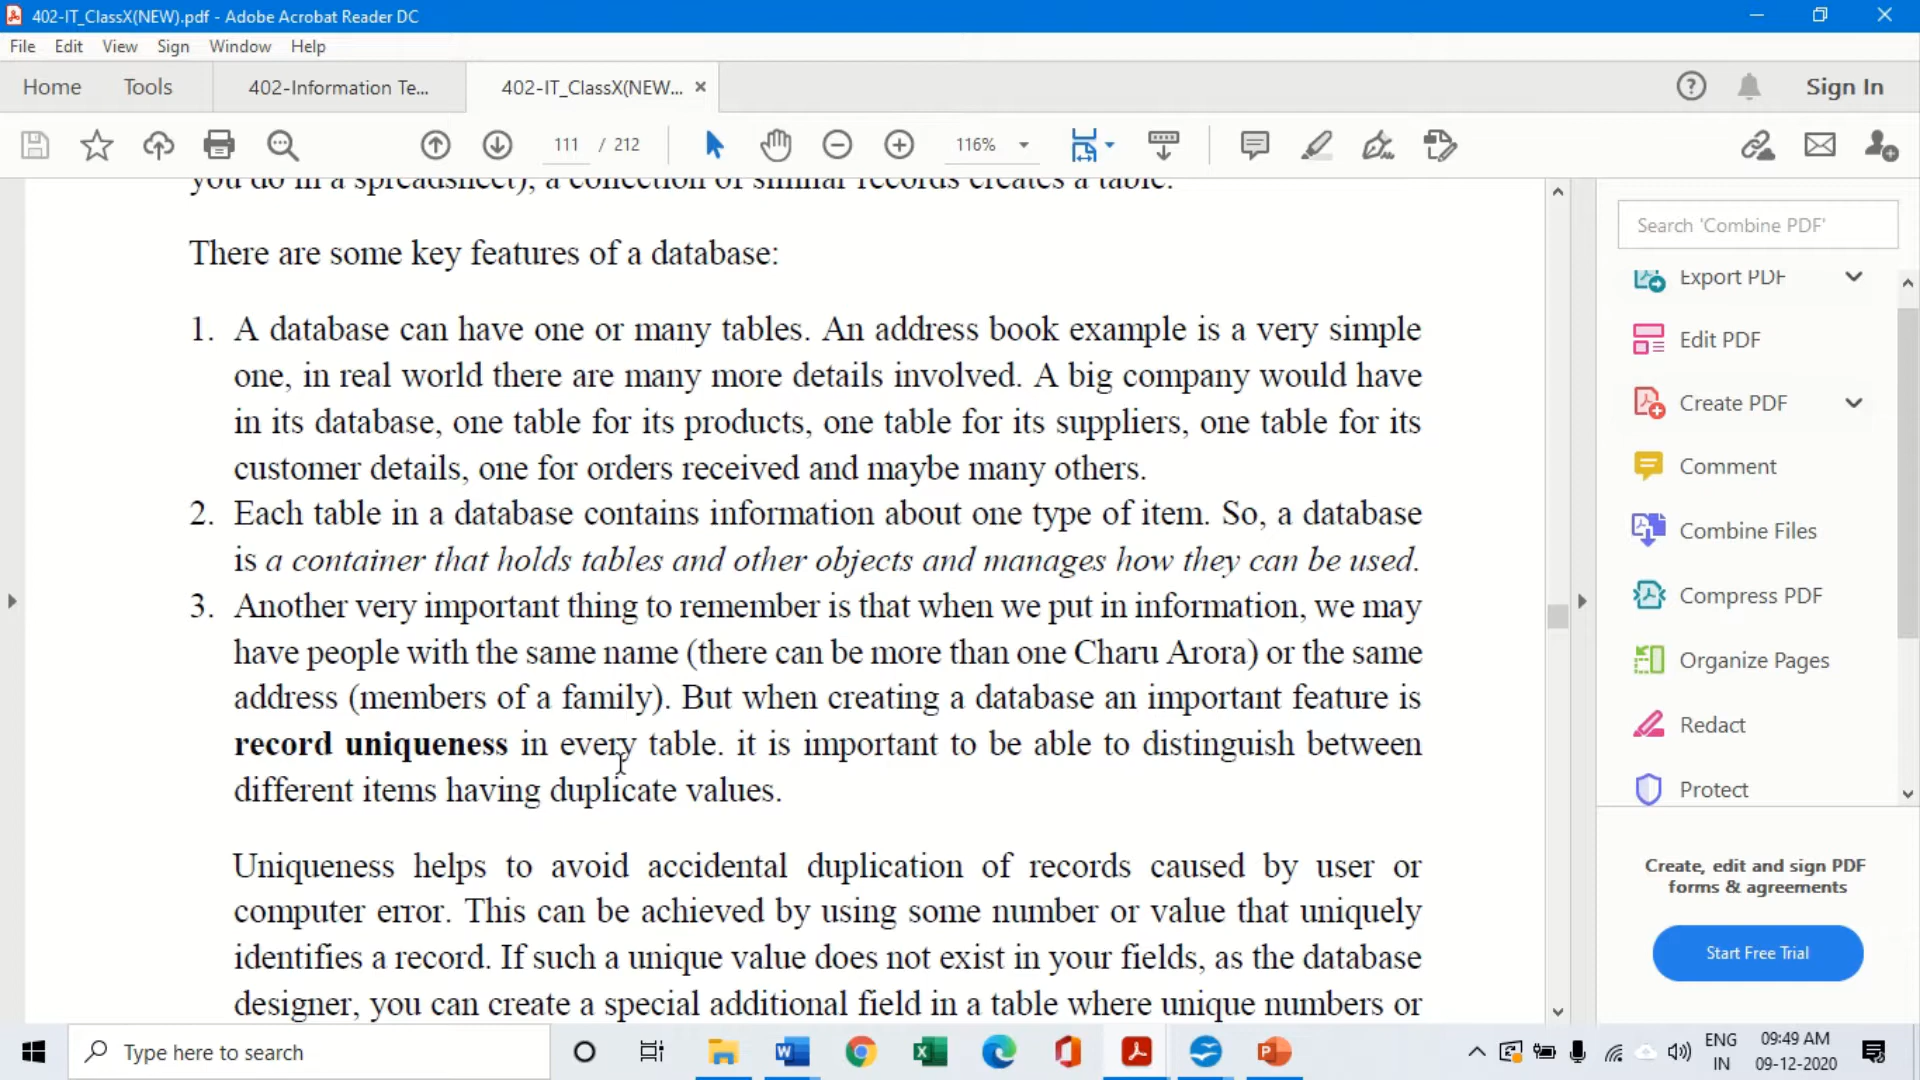 402-IT_ClassX(NEW).pdf - Adobe Acrobat Reader DC
File Edit View Sign Window Help
Home Tools 402-Information Te... 402-IT_ClassX(NEW... × Sign In
111 / 212 116%
you do in a spreadsheet), a collection of similar records creates a table.
There are some key features of a database:
1. A database can have one or many tables. An address book example is a very simple
one, in real world there are many more details involved. A big company would have
in its database, one table for its products, one table for its suppliers, one table for its
customer details, one for orders received and maybe many others.
2. Each table in a database contains information about one type of item. So, a database
is a container that holds tables and other objects and manages how they can be used.
3. Another very important thing to remember is that when we put in information, we may
have people with the same name (there can be more than one Charu Arora) or the same
address (members of a family). But when creating a database an important feature is
record uniqueness in every table. it is important to be able to distinguish between
different items having duplicate values.
Uniqueness helps to avoid accidental duplication of records caused by user or
computer error. This can be achieved by using some number or value that uniquely
identifies a record. If such a unique value does not exist in your fields, as the database
designer, you can create a special additional field in a table where unique numbers or
Search 'Combine PDF'
Export PDF
Edit PDF
Create PDF
Comment
Combine Files
Compress PDF
Organize Pages
Redact
Protect
Create, edit and sign PDF
forms & agreements
Start Free Trial
Type here to search
ENG
IN
09:49 AM
09-12-2020